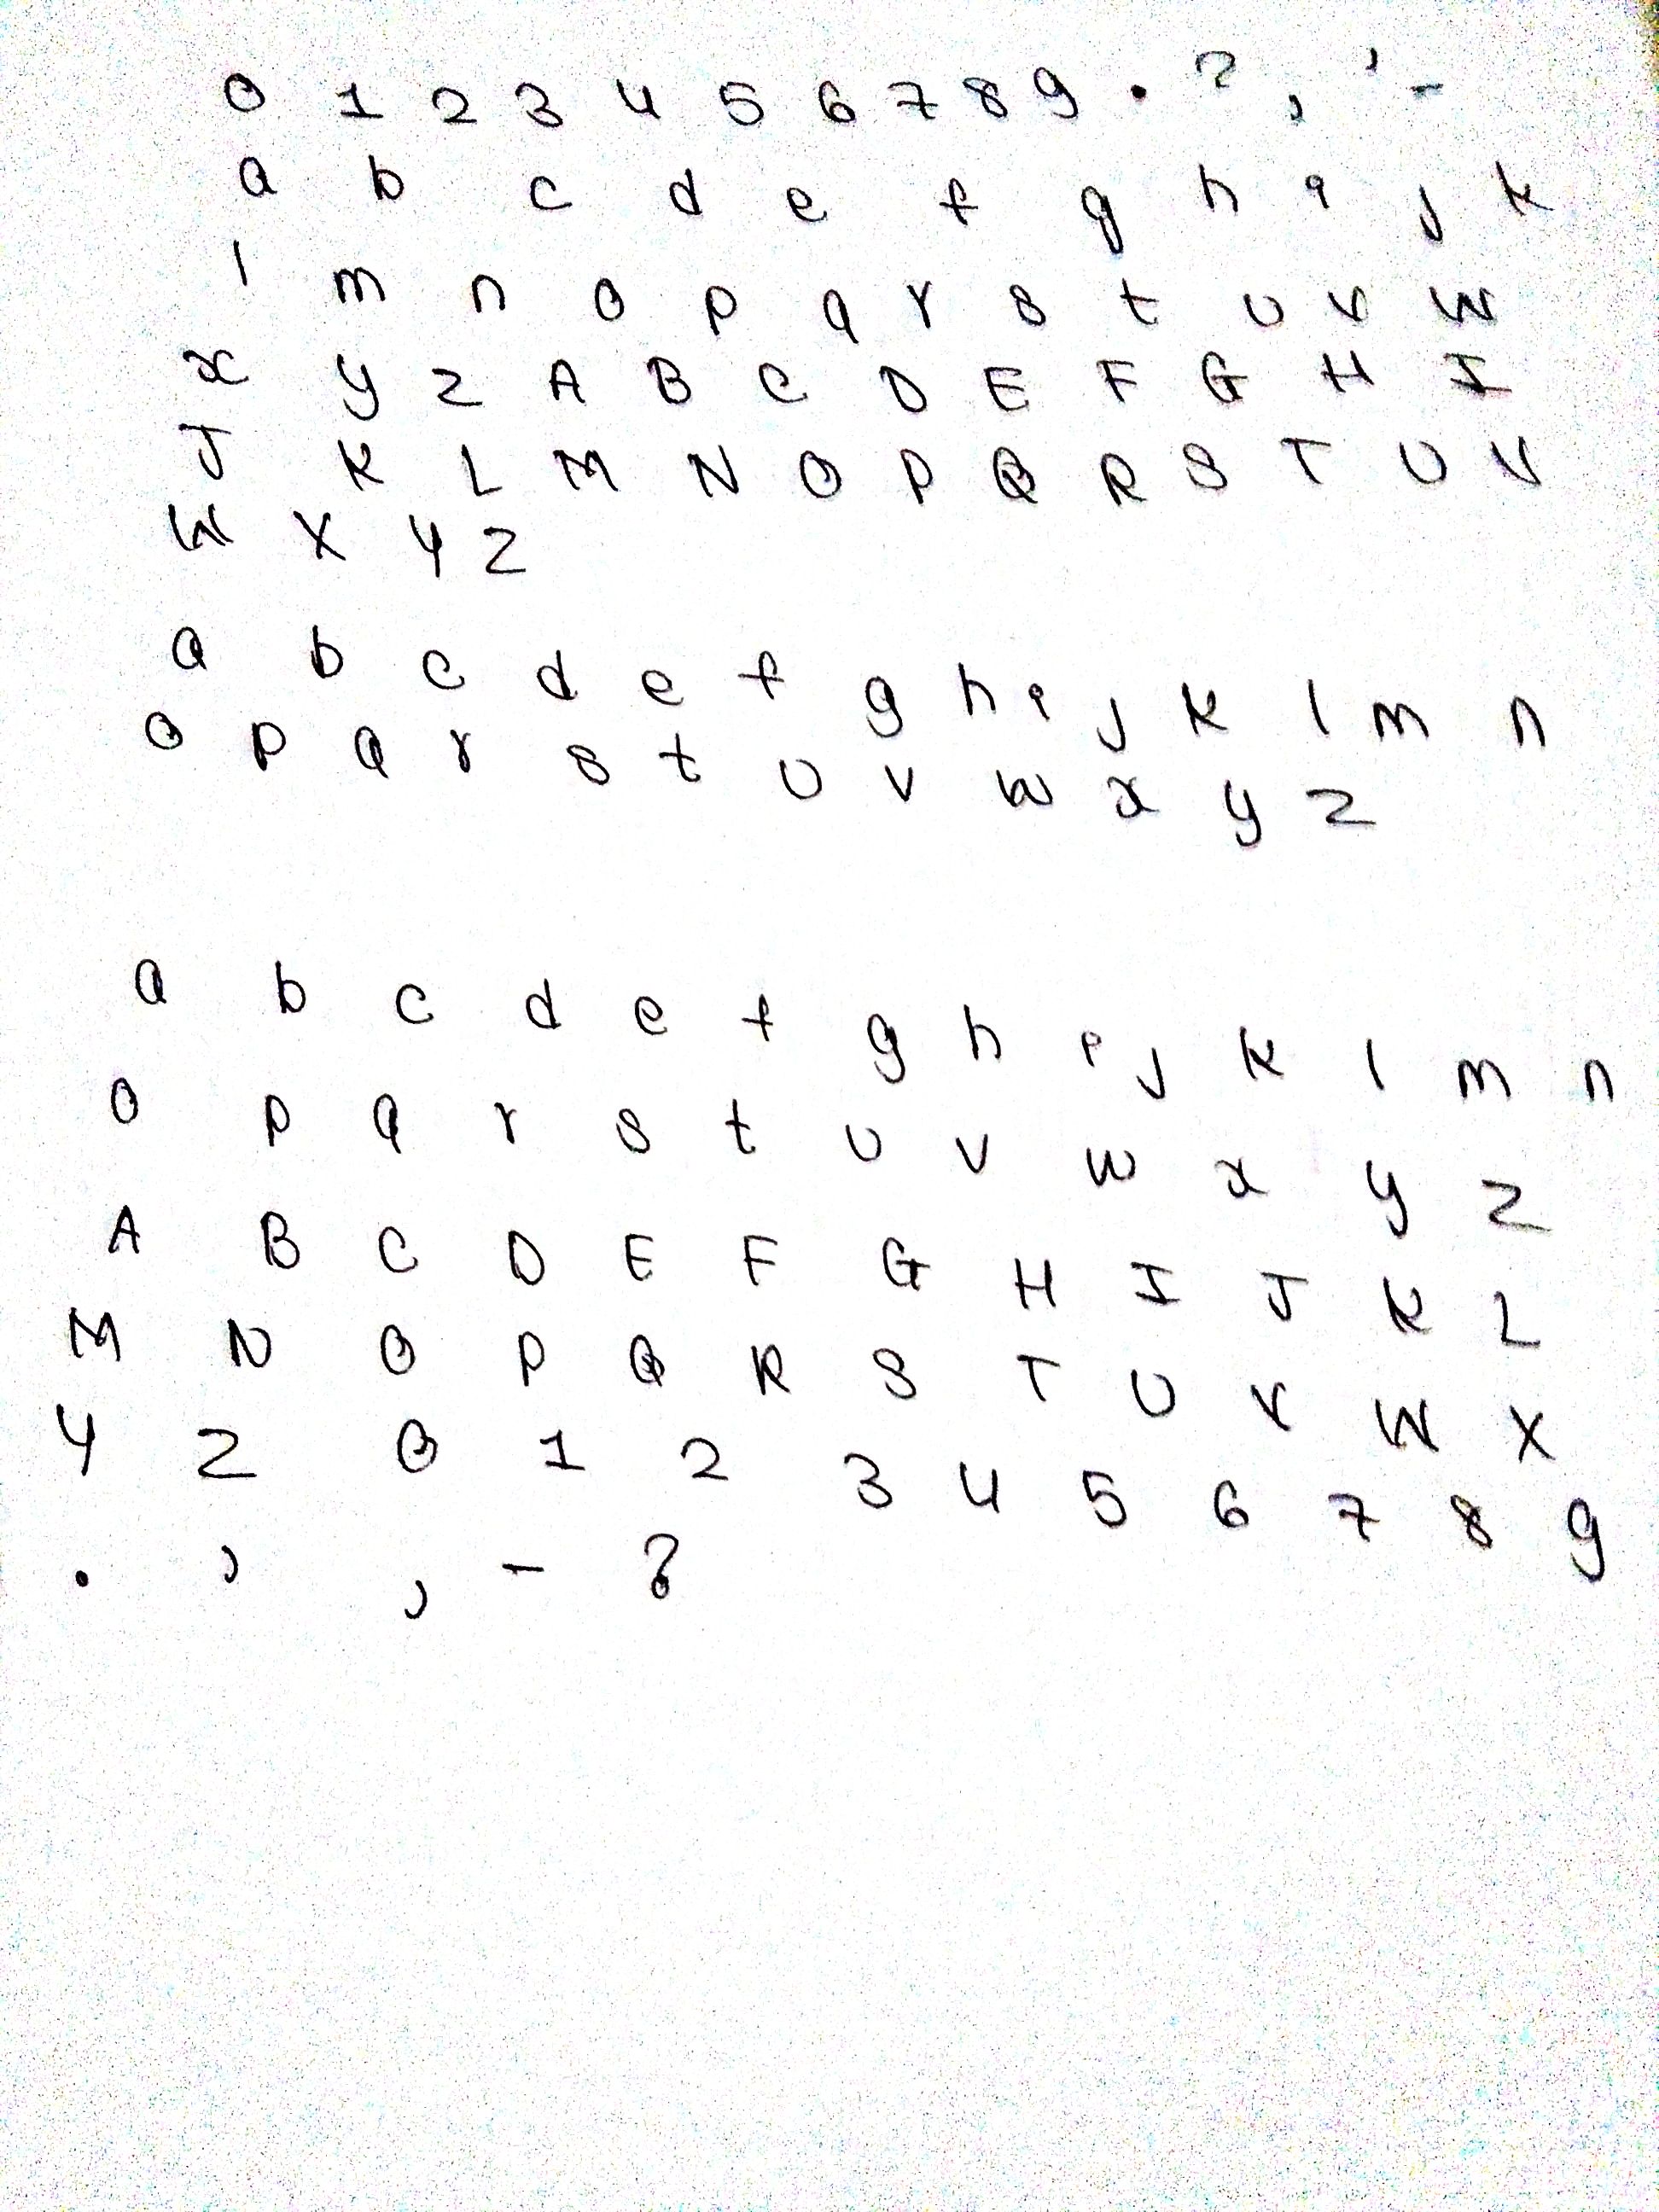 0 1 2 3 4 5 6 7 8 9 . ? , ' -
a b c d e f g h i j k
l m n o p q r s t u v w
x y z A B C D E F G H I
J K L M N O P Q R S T U V
W X Y Z
a b c d e f g h i j k l m n
o p q r s t u v w x y z
a b c d e f g h i j k l m n
o p q r s t u v w x y z
A B C D E F G H I J K L
M N O P Q R S T U V W X
Y Z 0 1 2 3 4 5 6 7 8 9
. ' , - ?